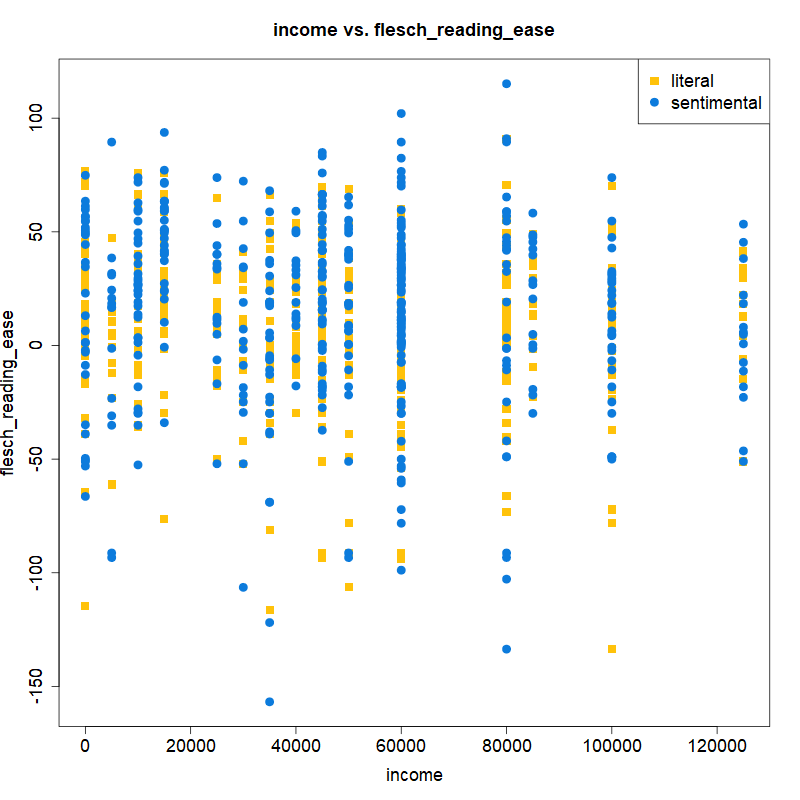 income vs. flesch_reading_ease
literal
sentimental
flesch_reading_ease
100
50
0
-50
-100
-150
0
20000
40000
60000
80000
100000
120000
income